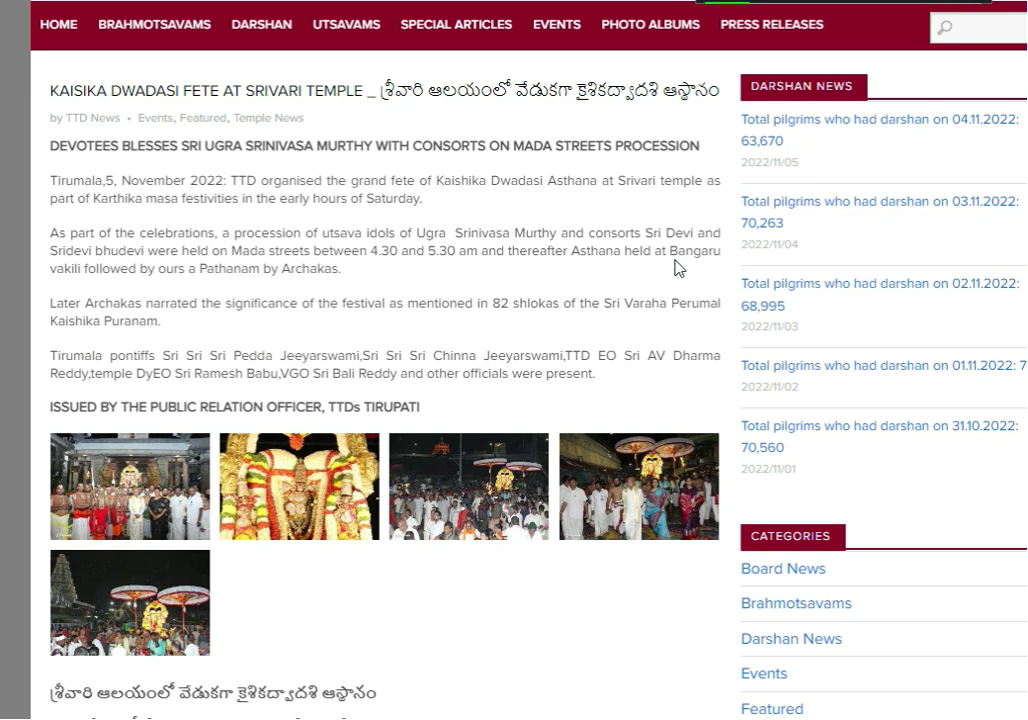 HOME BRAHMOTSAVAMS DARSHAN UTSAVAMS SPECIAL ARTICLES EVENTS PHOTO ALBUMS PRESS RELEASES
KAISIKA DWADASI FETE AT SRIVARI TEMPLE _ శ్రీవారి ఆలయంలో వేడుకగా కైశికద్వాదశి ఆస్థానం
by TTD News • Events, Featured, Temple News
DEVOTEES BLESSES SRI UGRA SRINIVASA MURTHY WITH CONSORTS ON MADA STREETS PROCESSION
Tirumala,5, November 2022: TTD organised the grand fete of Kaishika Dwadasi Asthana at Srivari temple as
part of Karthika masa festivities in the early hours of Saturday.
As part of the celebrations, a procession of utsava idols of Ugra Srinivasa Murthy and consorts Sri Devi and
Sridevi bhudevi were held on Mada streets between 4.30 and 5.30 am and thereafter Asthana held at Bangaru
vakili followed by ours a Pathanam by Archakas.
Later Archakas narrated the significance of the festival as mentioned in 82 shlokas of the Sri Varaha Perumal
Kaishika Puranam.
Tirumala pontiffs Sri Sri Sri Pedda Jeeyarswami,Sri Sri Sri Chinna Jeeyarswami,TTD EO Sri AV Dharma
Reddy,temple DyEO Sri Ramesh Babu,VGO Sri Bali Reddy and other officials were present.
ISSUED BY THE PUBLIC RELATION OFFICER, TTDs TIRUPATI
శ్రీవారి ఆలయంలో వేడుకగా కైశికద్వాదశి ఆస్థానం
DARSHAN NEWS
Total pilgrims who had darshan on 04.11.2022:
63,670
2022/11/05
Total pilgrims who had darshan on 03.11.2022:
70,263
2022/11/04
Total pilgrims who had darshan on 02.11.2022:
68,995
2022/11/03
Total pilgrims who had darshan on 01.11.2022: 7
2022/11/02
Total pilgrims who had darshan on 31.10.2022:
70,560
2022/11/01
CATEGORIES
Board News
Brahmotsavams
Darshan News
Events
Featured